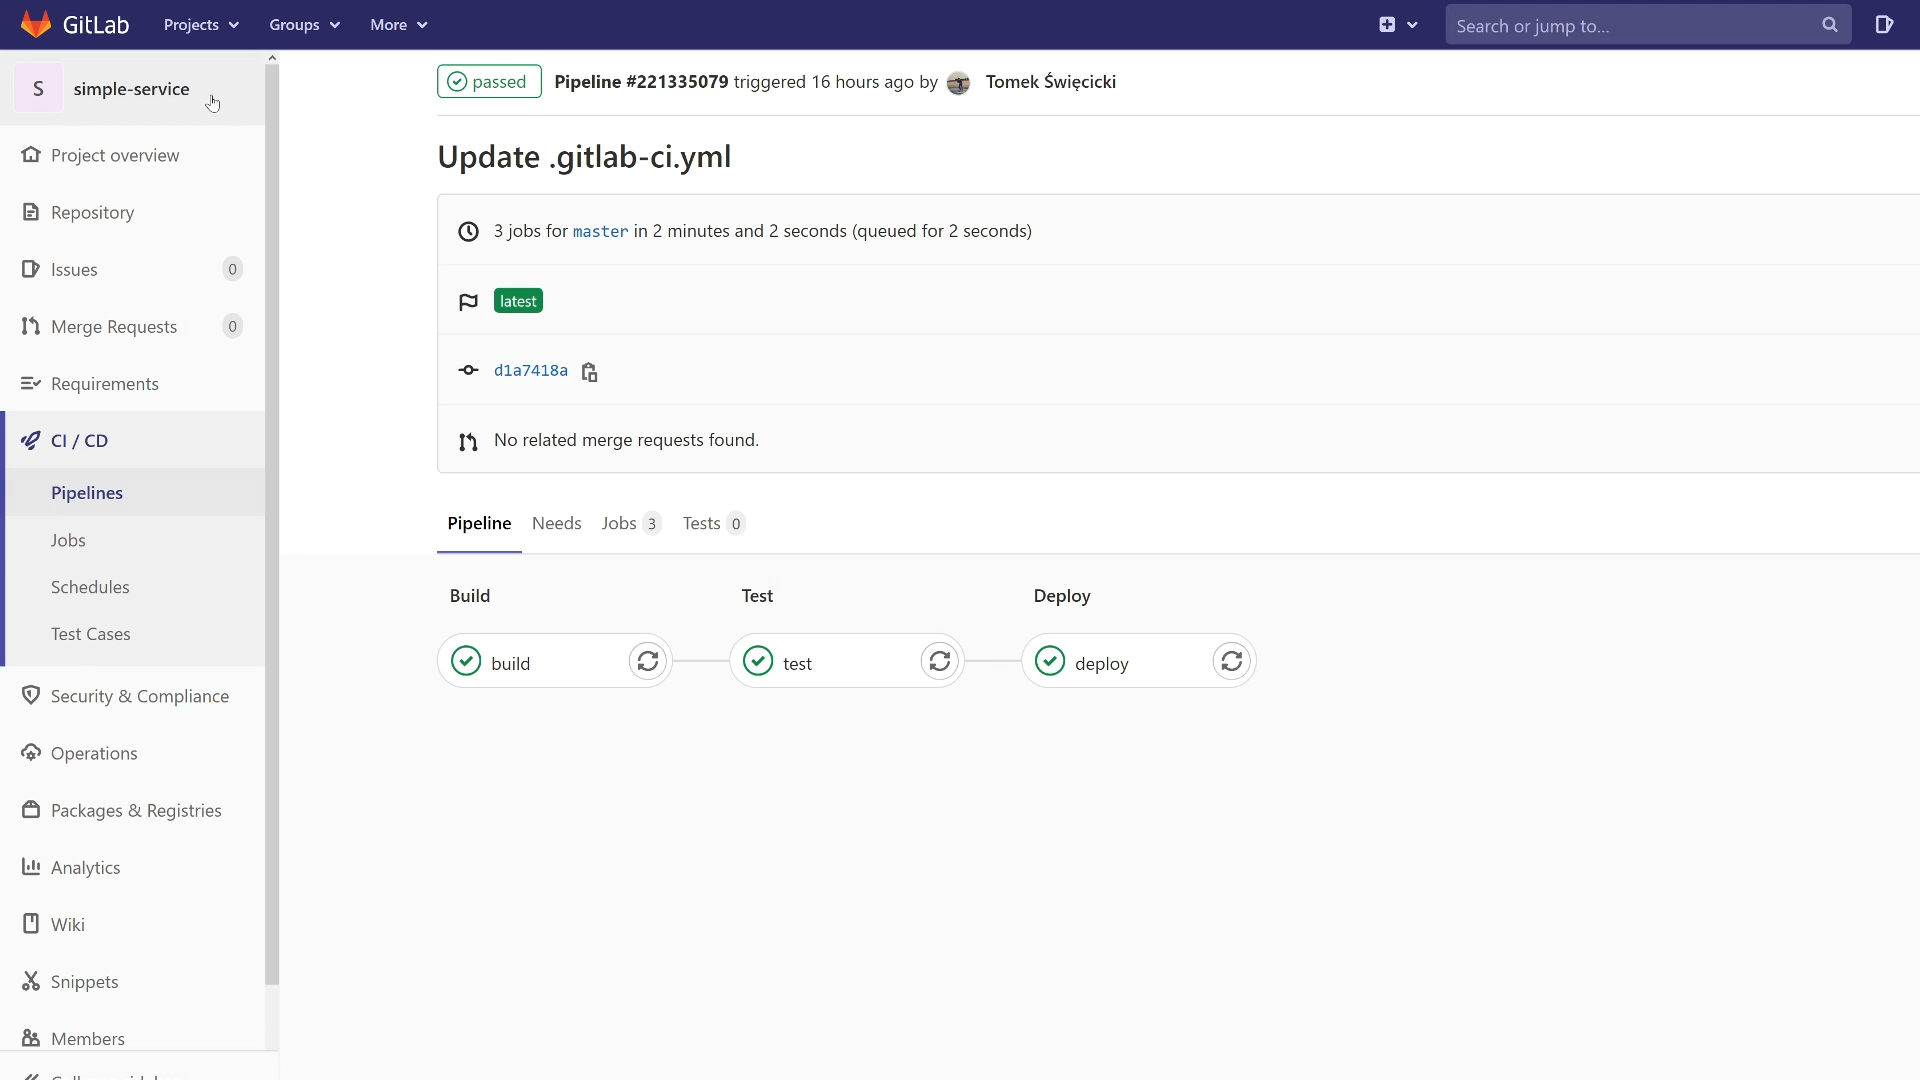 GitLab Projects Groups More Search or jump to...
S simple-service
Project overview
Repository
Issues 0
Merge Requests 0
Requirements
CI / CD
Pipelines
Jobs
Schedules
Test Cases
Security & Compliance
Operations
Packages & Registries
Analytics
Wiki
Snippets
Members
passed Pipeline #221335079 triggered 16 hours ago by Tomek Święcicki
Update .gitlab-ci.yml
3 jobs for master in 2 minutes and 2 seconds (queued for 2 seconds)
latest
d1a7418a
No related merge requests found.
Pipeline Needs Jobs 3 Tests 0
Build Test Deploy
build test deploy